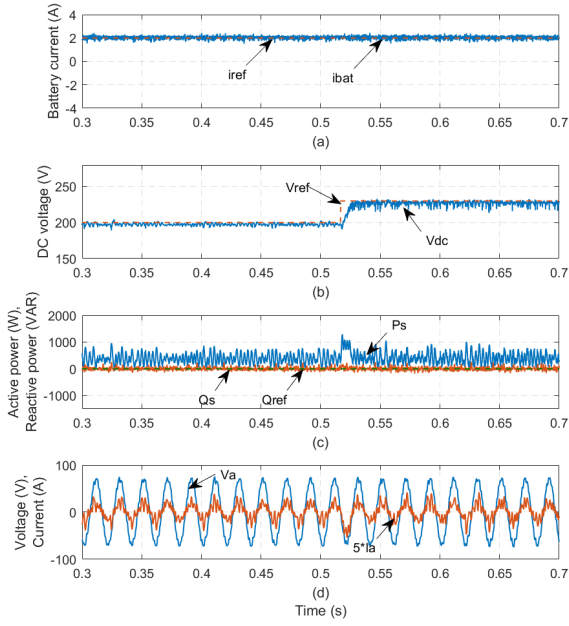 Battery current (A)
4
2
0
-2
-4
iref
ibat
0.3 0.35 0.4 0.45 0.5 0.55 0.6 0.65 0.7
(a)
DC voltage (V)
250
200
150
Vref
Vdc
0.3 0.35 0.4 0.45 0.5 0.55 0.6 0.65 0.7
(b)
Active power (W),
Reactive power (VAR)
2000
1000
0
-1000
Ps
Qs
Qref
0.3 0.35 0.4 0.45 0.5 0.55 0.6 0.65 0.7
(c)
Voltage (V),
Current (A)
100
0
-100
Va
5*Ia
0.3 0.35 0.4 0.45 0.5 0.55 0.6 0.65 0.7
(d)
Time (s)